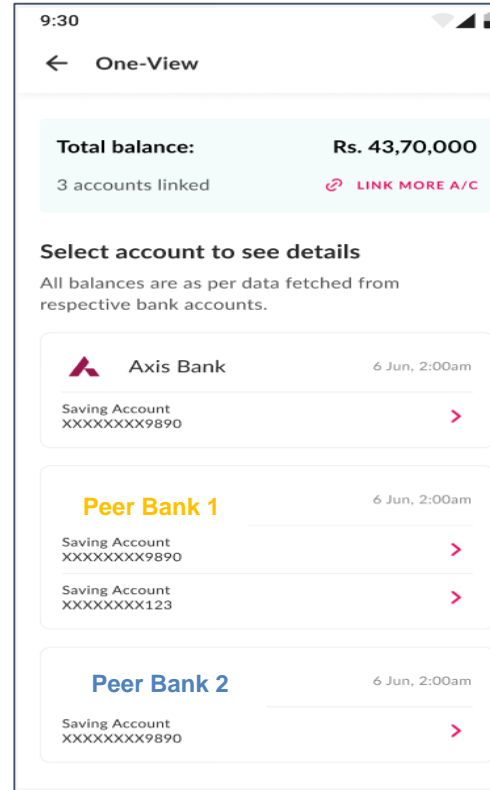 9:30
One-View
Total balance: Rs. 43,70,000
3 accounts linked LINK MORE A/C
Select account to see details
All balances are as per data fetched from
respective bank accounts.
Axis Bank 6 Jun, 2:00am
Saving Account
XXXXXXXX9890
Peer Bank 1 6 Jun, 2:00am
Saving Account
XXXXXXXX9890
Saving Account
XXXXXXXX123
Peer Bank 2 6 Jun, 2:00am
Saving Account
XXXXXXXX9890